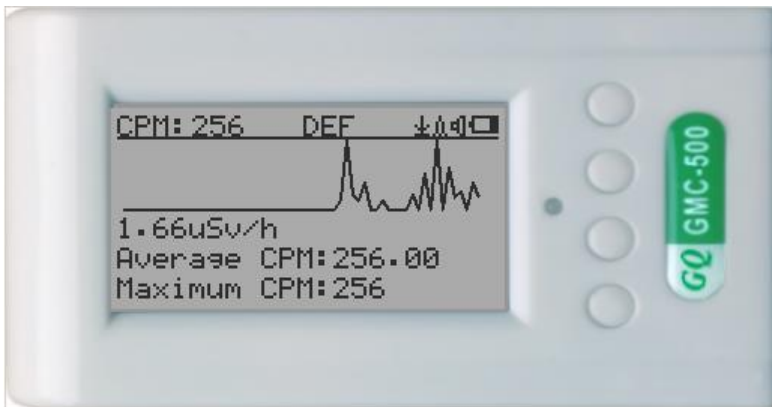 CPM: 256 DEF
1.66uSv/h
Average CPM:256.00
Maximum CPM:256
GQ GMC-500